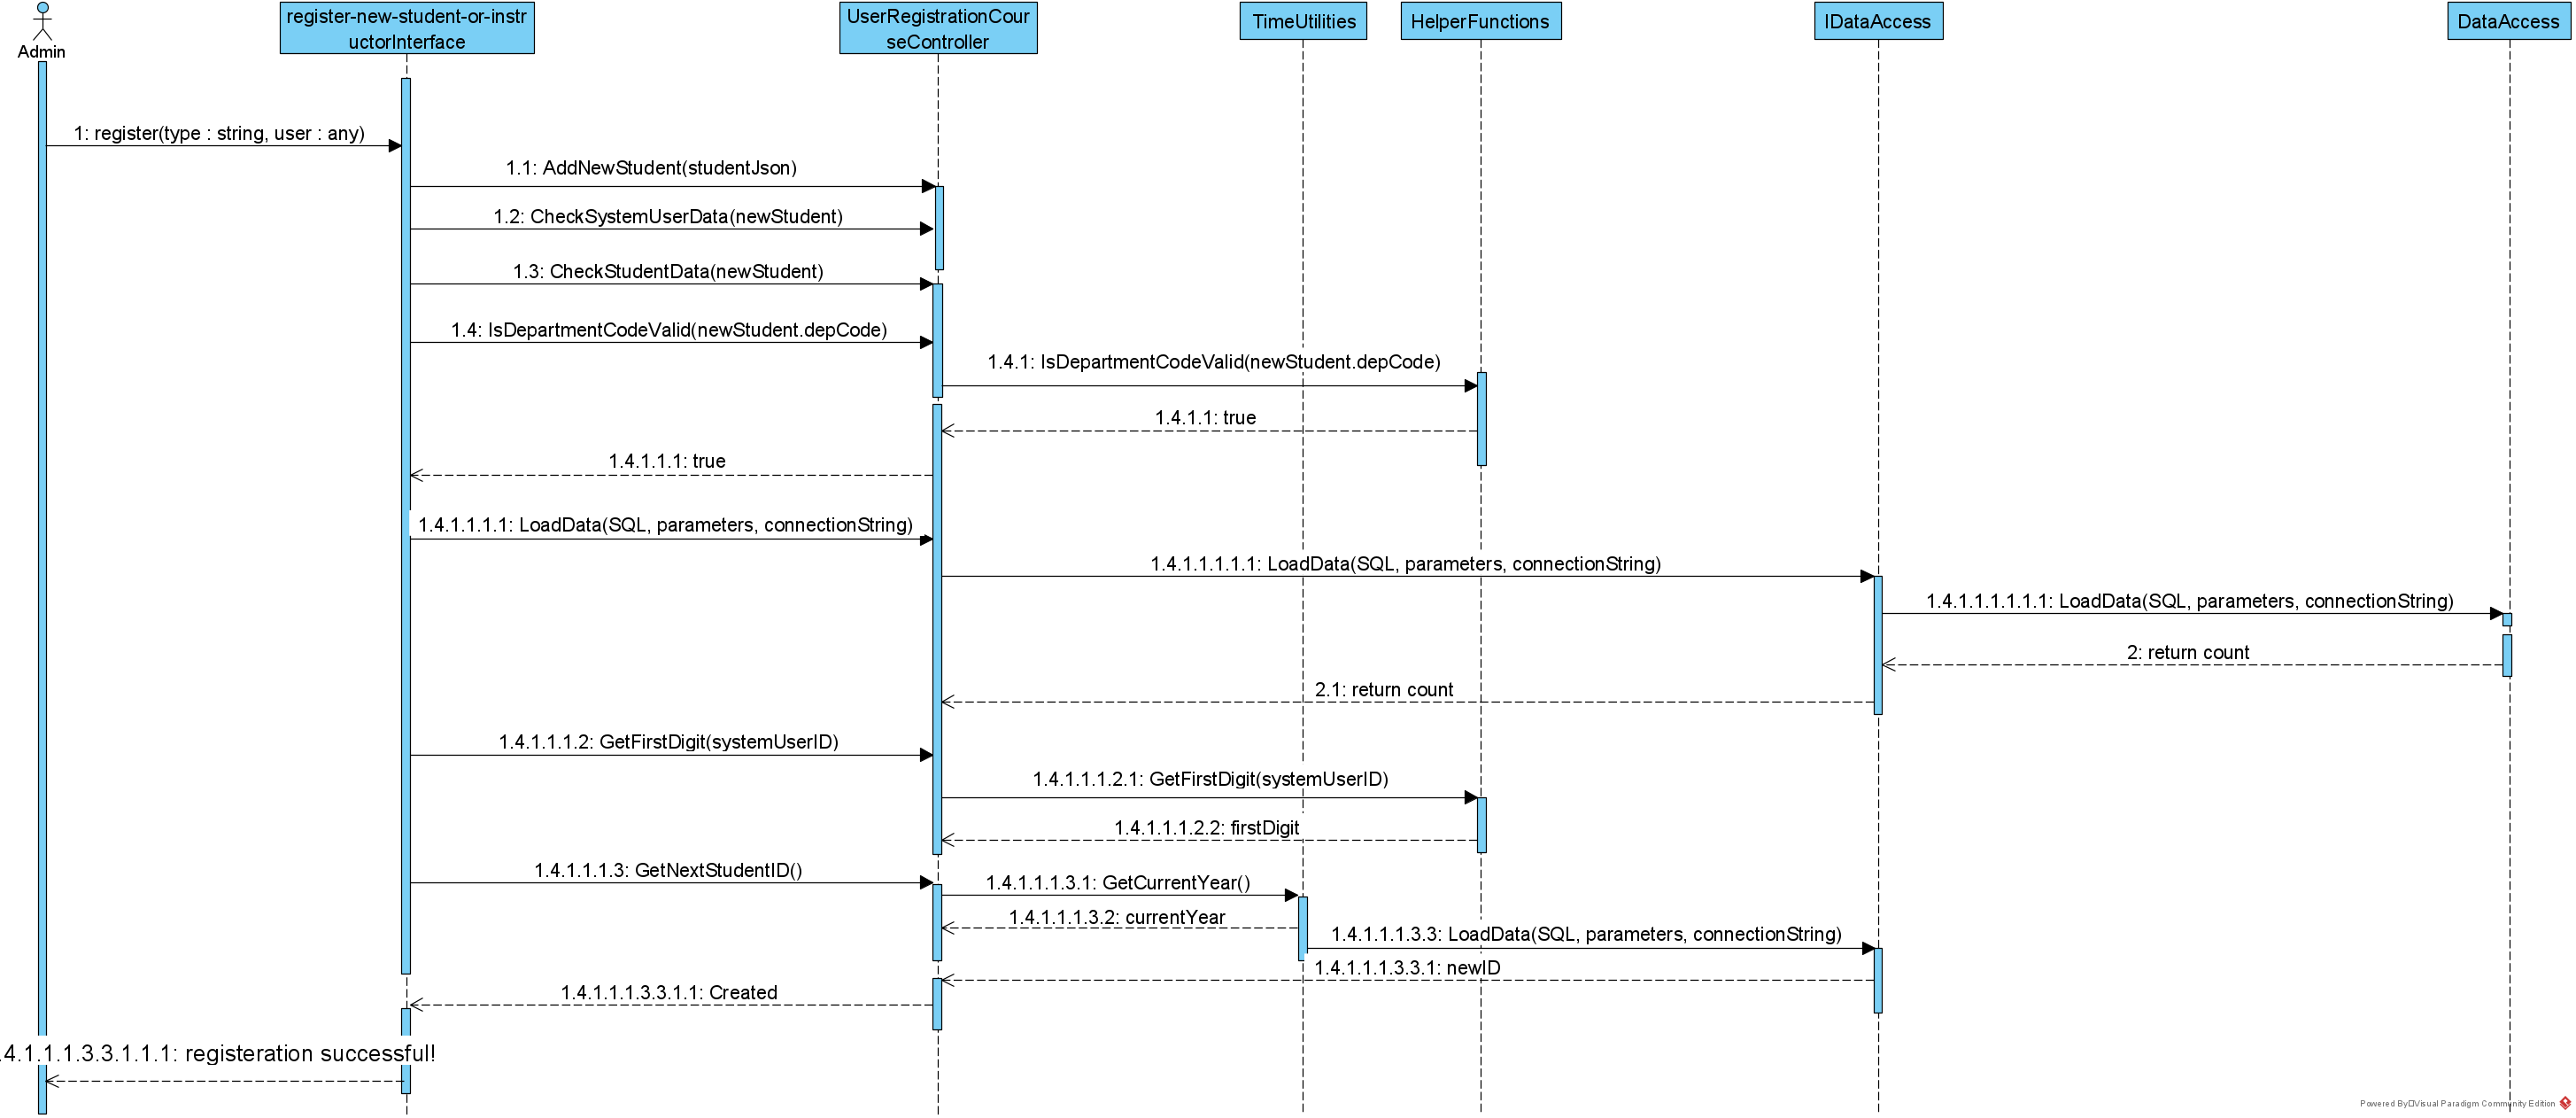 Admin
register-new-student-or-instr
uctorInterface
UserRegistrationCour
seController
TimeUtilities
HelperFunctions
IDataAccess
DataAccess
1: register(type : string, user : any)
1.1: AddNewStudent(studentJson)
1.2: CheckSystemUserData(newStudent)
1.3: CheckStudentData(newStudent)
1.4: IsDepartmentCodeValid(newStudent.depCode)
1.4.1: IsDepartmentCodeValid(newStudent.depCode)
1.4.1.1: true
1.4.1.1.1: true
1.4.1.1.1.1: LoadData(SQL, parameters, connectionString)
1.4.1.1.1.1.1: LoadData(SQL, parameters, connectionString)
1.4.1.1.1.1.1.1: LoadData(SQL, parameters, connectionString)
2: return count
2.1: return count
1.4.1.1.1.2: GetFirstDigit(systemUserID)
1.4.1.1.1.2.1: GetFirstDigit(systemUserID)
1.4.1.1.1.2.2: firstDigit
1.4.1.1.1.3: GetNextStudentID()
1.4.1.1.1.3.1: GetCurrentYear()
1.4.1.1.1.3.2: currentYear
1.4.1.1.1.3.3: LoadData(SQL, parameters, connectionString)
1.4.1.1.1.3.3.1: newID
1.4.1.1.1.3.3.1.1: Created
.4.1.1.1.3.3.1.1.1: registeration successful!
Powered By Visual Paradigm Community Edition